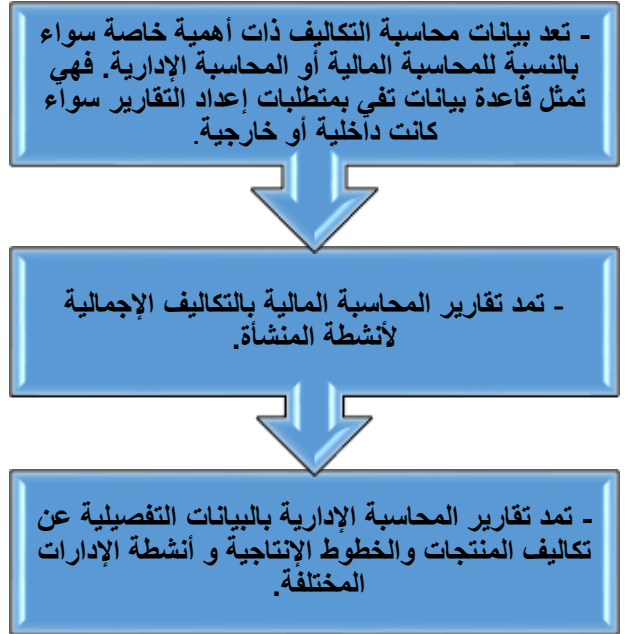 - تعد بيانات محاسبة التكاليف ذات أهمية خاصة سواء
بالنسبة للمحاسبة المالية أو المحاسبة الإدارية. فهي
تمثل قاعدة بيانات تفي بمتطلبات إعداد التقارير سواء
كانت داخلية أو خارجية.
- تمد تقارير المحاسبة المالية بالتكاليف الإجمالية
لأنشطة المنشأة.
- تمد تقارير المحاسبة الإدارية بالبيانات التفصيلية عن
تكاليف المنتجات والخطوط الإنتاجية و أنشطة الإدارات
المختلفة.